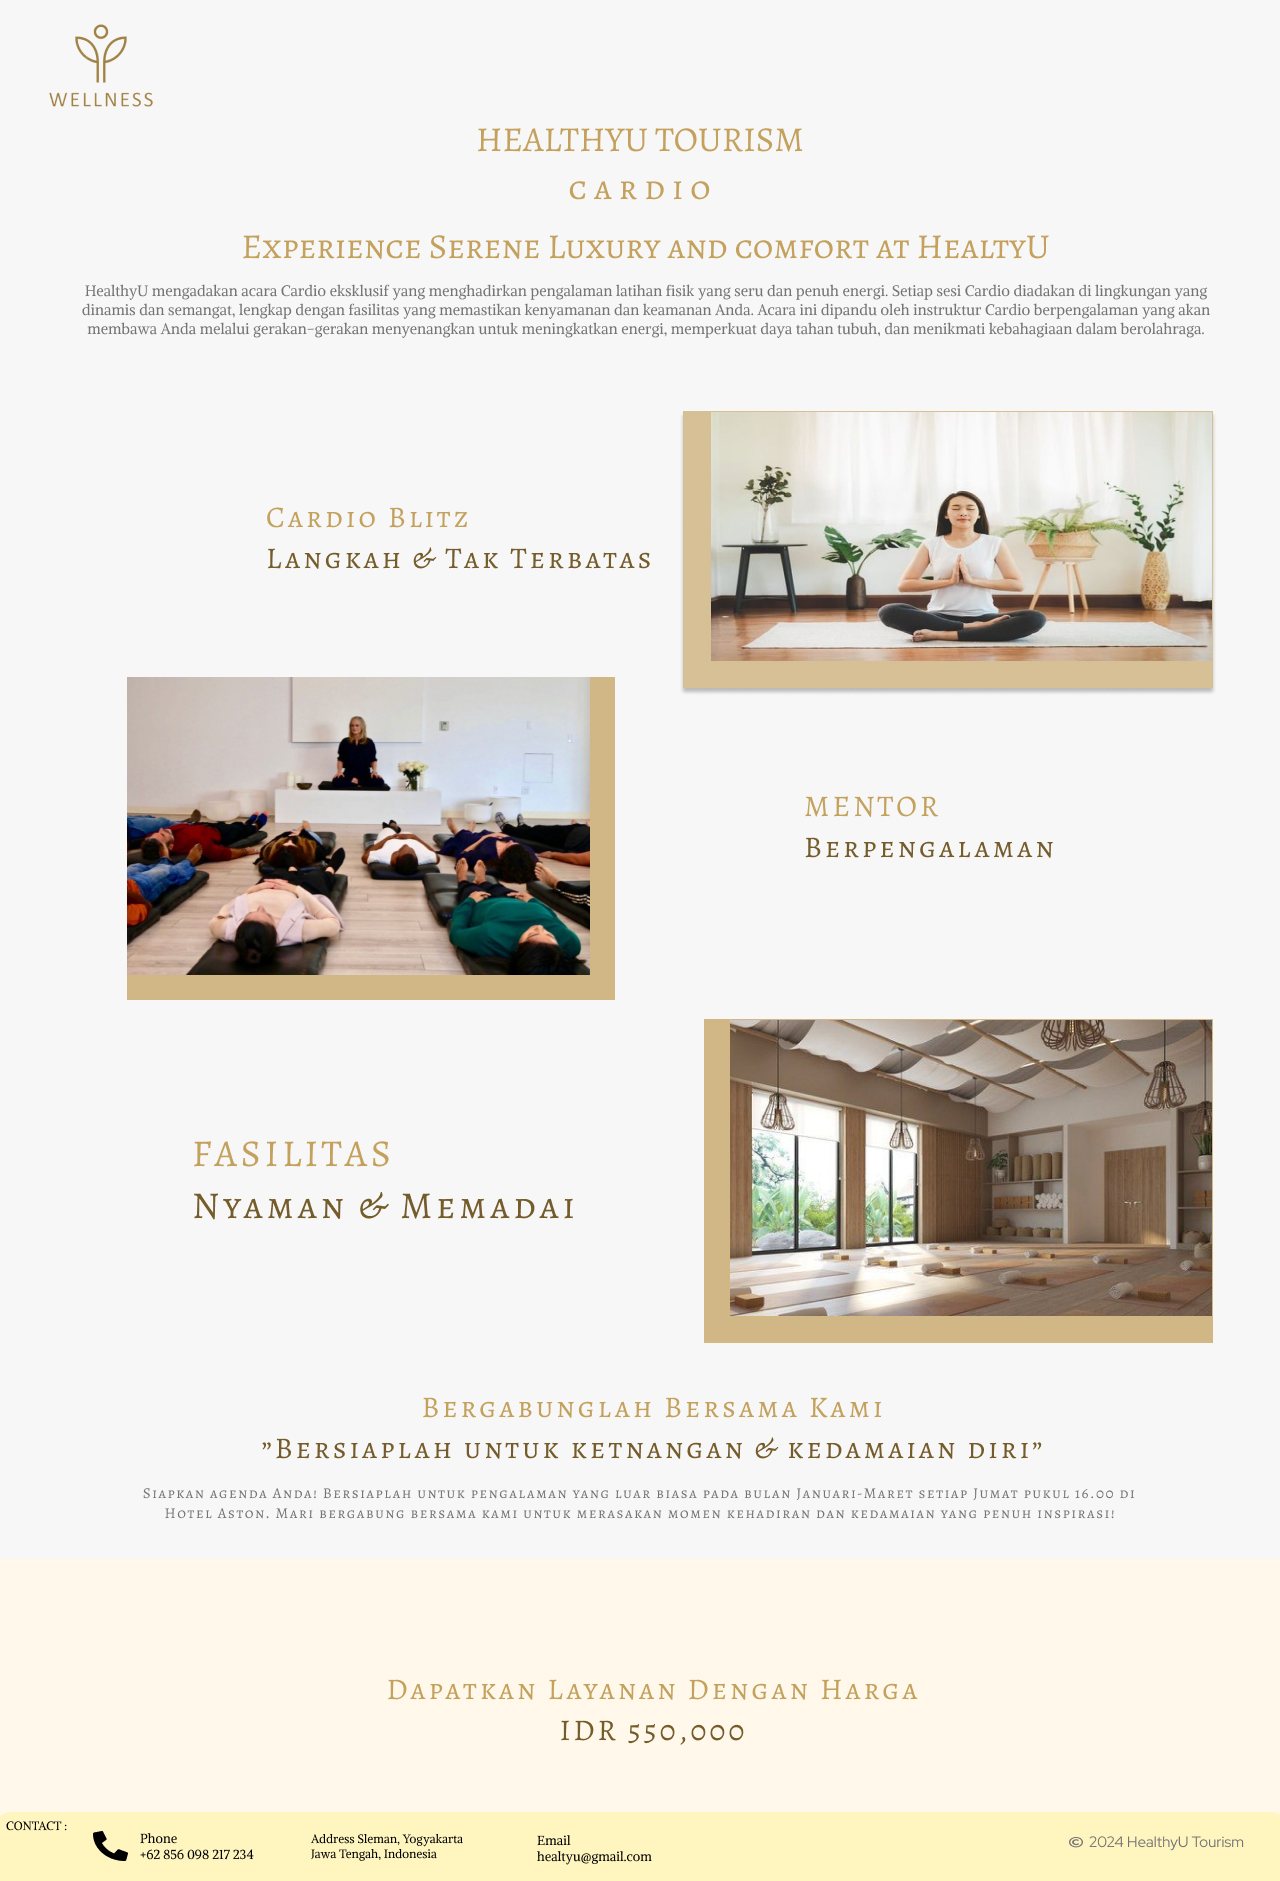 WELLNESS
HEALTHYU TOURISM
CARDIO
Experience Serene Luxury and comfort at HealtyU
HealthyU mengadakan acara Cardio eksklusif yang menghadirkan pengalaman latihan fisik yang seru dan penuh energi. Setiap sesi Cardio diadakan di lingkungan yang
dinamis dan semangat, lengkap dengan fasilitas yang memastikan kenyamanan dan keamanan Anda. Acara ini dipandu oleh instruktur Cardio berpengalaman yang akan
membawa Anda melalui gerakan-gerakan menyenangkan untuk meningkatkan energi, memperkuat daya tahan tubuh, dan menikmati kebahagiaan dalam berolahraga.
Cardio Blitz
Langkah & Tak Terbatas
MENTOR
Berpengalaman
FASILITAS
Nyaman & Memadai
Bergabunglah Bersama Kami
”Bersiaplah untuk ketnangan & kedamaian diri”
Siapkan agenda Anda! Bersiaplah untuk pengalaman yang luar biasa pada bulan Januari-Maret setiap Jumat pukul 16.00 di
Hotel Aston. Mari bergabung bersama kami untuk merasakan momen kehadiran dan kedamaian yang penuh inspirasi!
Dapatkan Layanan Dengan Harga
IDR 550,000
CONTACT :
Phone
+62 856 098 217 234
Address Sleman, Yogyakarta
Jawa Tengah, Indonesia
Email
healtyu@gmail.com
© 2024 HealthyU Tourism